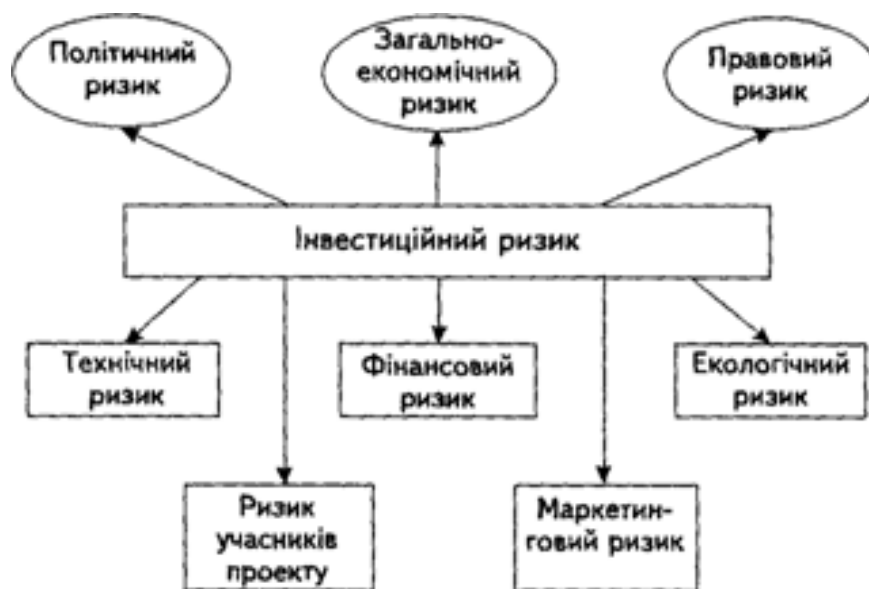 Політичний
ризик
Загально-
економічний
ризик
Правовий
ризик
Інвестиційний ризик
Технічний
ризик
Фінансовий
ризик
Екологічний
ризик
Ризик
учасників
проекту
Маркетин-
говий ризик